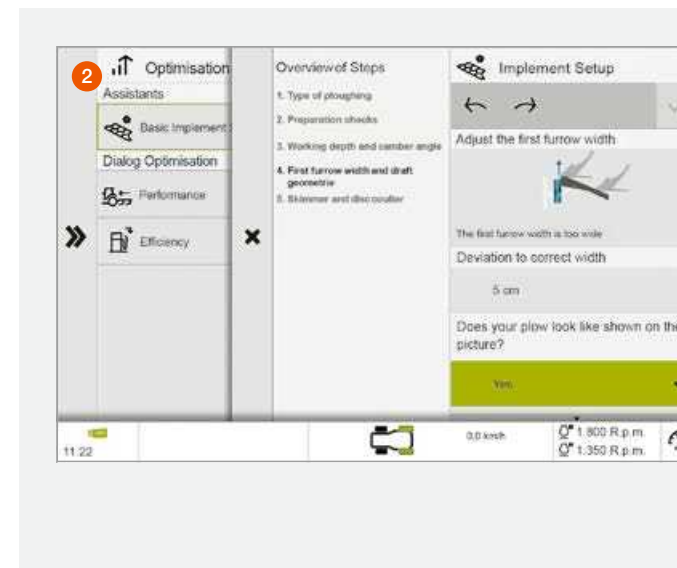 2
Optimisation
Assistants
Basic Implement
Dialog Optimisation
Performance
Efficiency
Overview of Steps
1. Type of ploughing
2. Preparation checks
3. Working depth and camber angle
4. First furrow width and draft
geometrie
5. Skimmer and disc coulter
Implement Setup
Adjust the first furrow width
The first furrow width is too wide
Deviation to correct width
5 cm
Does your plow look like shown on the
picture?
Yes
11:22
0,0 km/h
1.800 R.p.m.
1.350 R.p.m.